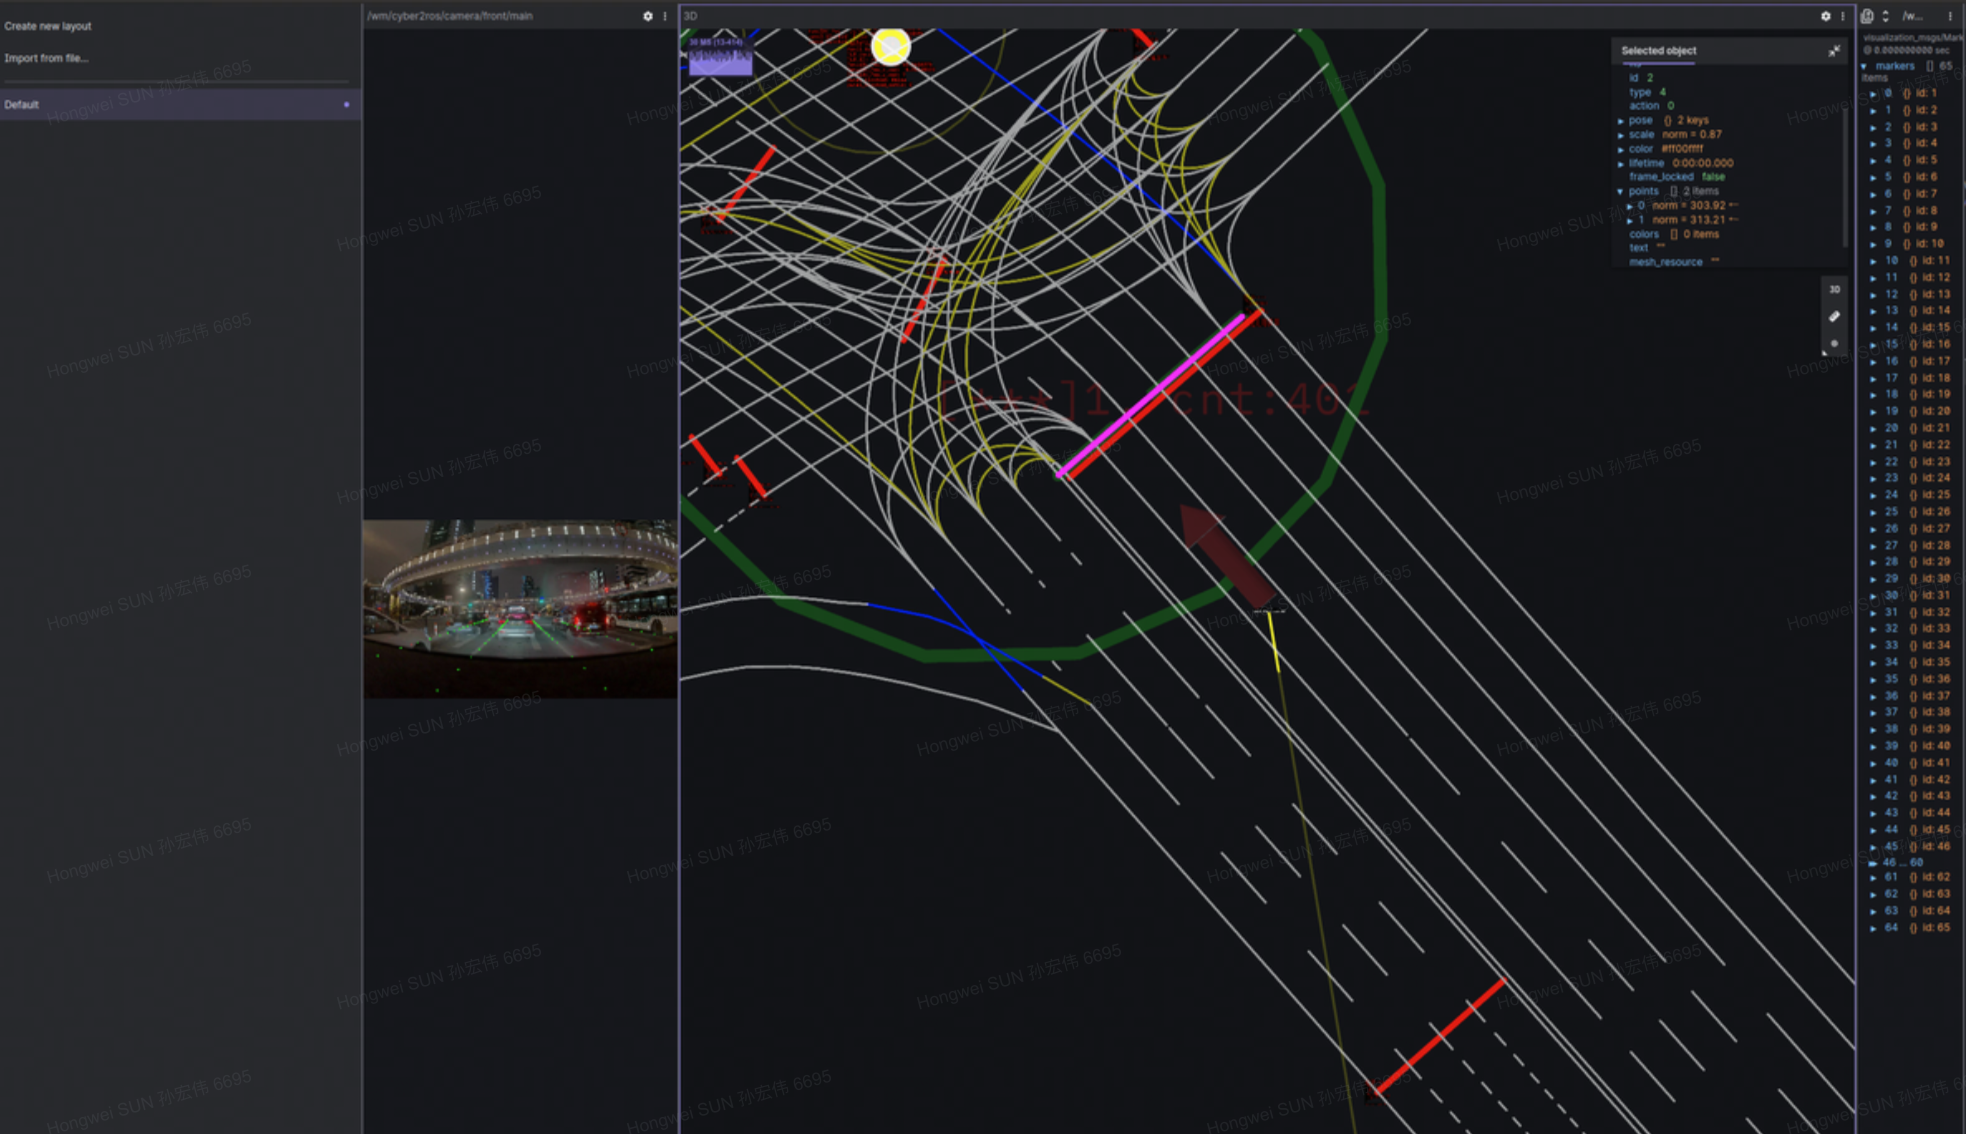 Create new layout
Import from file...
Default
/wm/cyber2ros/camera/front/main
3D
38 MB (13-414)
[***]1 cnt:401
Selected object
id 2
type 4
action 0
pose {} 2 keys
scale norm = 0.87
color #ff00ffff
lifetime 0:00:00.000
frame_locked false
points [] 2 items
0 norm = 303.92
1 norm = 313.21
colors [] 0 items
text ""
mesh_resource ""
3D
/w...
visualization_msgs/Mark
@ 0.000000000 sec
markers [] 65
items
0 {} id: 1
1 {} id: 2
2 {} id: 3
3 {} id: 4
4 {} id: 5
5 {} id: 6
6 {} id: 7
7 {} id: 8
8 {} id: 9
9 {} id: 10
10 {} id: 11
11 {} id: 12
12 {} id: 13
13 {} id: 14
14 {} id: 15
15 {} id: 16
16 {} id: 17
17 {} id: 18
18 {} id: 19
19 {} id: 20
20 {} id: 21
21 {} id: 22
22 {} id: 23
23 {} id: 24
24 {} id: 25
25 {} id: 26
26 {} id: 27
27 {} id: 28
28 {} id: 29
29 {} id: 30
30 {} id: 31
31 {} id: 32
32 {} id: 33
33 {} id: 34
34 {} id: 35
35 {} id: 36
36 {} id: 37
37 {} id: 38
38 {} id: 39
39 {} id: 40
40 {} id: 41
41 {} id: 42
42 {} id: 43
43 {} id: 44
44 {} id: 45
45 {} id: 46
46 ... 60
61 {} id: 62
62 {} id: 63
63 {} id: 64
64 {} id: 65
Hongwei SUN 孙宏伟 6695